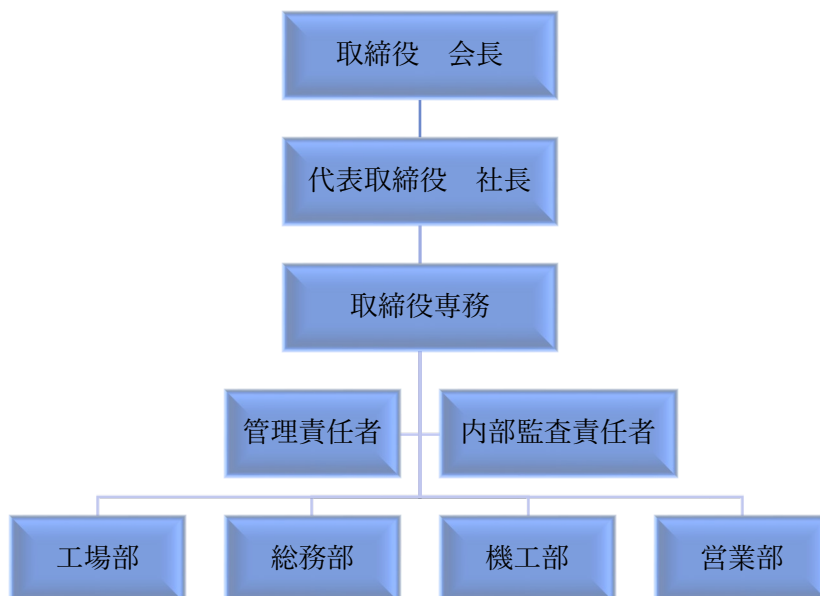 取締役　会長
代表取締役　社長
取締役専務
管理責任者
内部監査責任者
工場部
総務部
機工部
営業部